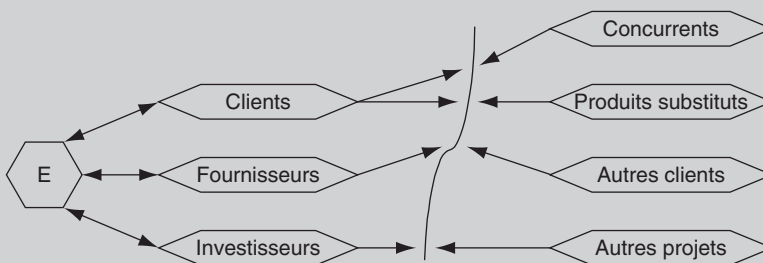 Concurrents
Clients
Produits substituts
E
Fournisseurs
Autres clients
Investisseurs
Autres projets